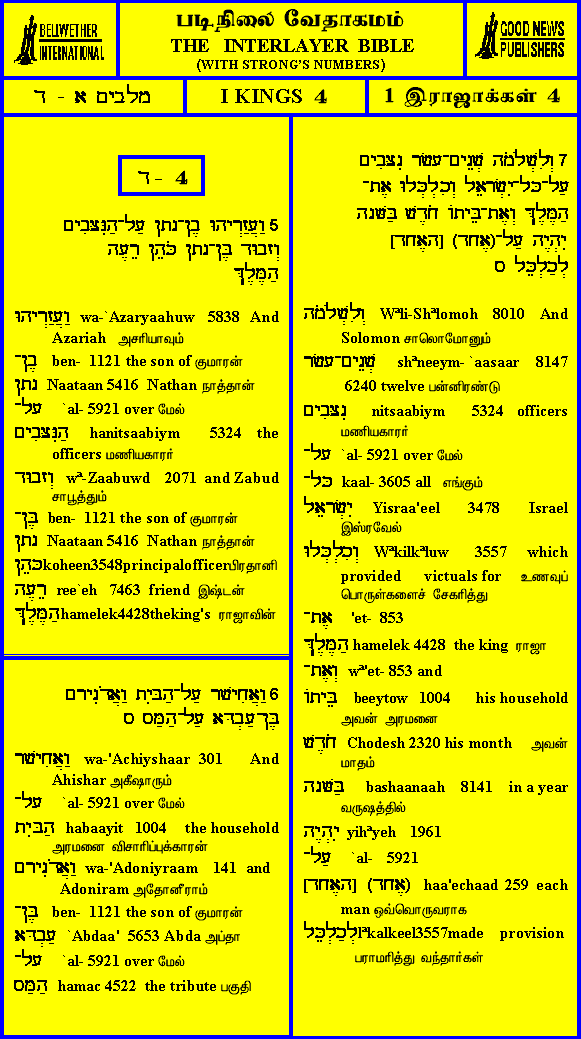 BELLWETHER
INTERNATIONAL
படிநிலை வேதாகமம்
THE INTERLAYER BIBLE
(WITH STRONG'S NUMBERS)
GOOD NEWS
PUBLISHERS
מלכים א - ד
I KINGS 4
1 இராஜாக்கள் 4
ד - 4
5 וַעֲזַרְיָהוּ בֶן־נָתָן עַל־הַנִּצָּבִים
וְזָבוּד בֶּן־נָתָן כֹּהֵן רֵעֶה
הַמֶּלֶךְ
וַעֲזַרְיָהוּ wa-`Azaryaahuw 5838 And
Azariah அசரியாவும்
בֶן־ ben- 1121 the son of குமாரன்
נָתָן Naataan 5416 Nathan நாத்தான்
עַל־ `al- 5921 over மேல்
הַנִּצָּבִים hanitsaabiym 5324 the
officers மணியகாரர்
וְזָבוּד wª-Zaabuwd 2071 and Zabud
சாபூத்தும்
בֶּן־ ben- 1121 the son of குமாரன்
נָתָן Naataan 5416 Nathan நாத்தான்
כֹּהֵן koheen3548principalofficerபிரதானி
רֵעֶה ree`eh 7463 friend இஷ்டன்
הַמֶּלֶךְ hamelek4428theking's ராஜாவின்
6 וַאֲחִישָׁר עַל־הַבָּיִת וַאֲדֹנִירָם
בֶּן־עַבְדָּא עַל־הַמַּס ס
וַאֲחִישָׁר wa-'Achiyshaar 301 And
Ahishar அகீஷாரும்
עַל־ `al- 5921 over மேல்
הַבָּיִת habaayit 1004 the household
அரமனை விசாரிப்புக்காரன்
וַאֲדֹנִירָם wa-'Adoniyraam 141 and
Adoniram அதோனீராம்
בֶּן־ ben- 1121 the son of குமாரன்
עַבְדָּא `Abdaa' 5653 Abda அப்தா
עַל־ `al- 5921 over மேல்
הַמַּס hamac 4522 the tribute பகுதி
7 וְלִשְׁלֹמֹה שְׁנֵים־עָשָׂר נִצָּבִים
עַל־כָּל־יִשְׂרָאֵל וְכִלְכְּלוּ אֶת־
הַמֶּלֶךְ וְאֶת־בֵּיתוֹ חֹדֶשׁ בַּשָּׁנָה
יִהְיֶה עַל־(אֶחָד) [הָאֶחָד]
לְכַלְכֵּל ס
וְלִשְׁלֹמֹה Wªli-Shªlomoh 8010 And
Solomon சாலொமோனும்
שְׁנֵים־עָשָׂר shªneeym- `aasaar 8147
6240 twelve பன்னிரண்டு
נִצָּבִים nitsaabiym 5324 officers
மணியகாரர்
עַל־ `al- 5921 over மேல்
כָּל־ kaal- 3605 all எங்கும்
יִשְׂרָאֵל Yisraa'eel 3478 Israel
இஸ்ரவேல்
וְכִלְכְּלוּ Wªkilkªluw 3557 which
provided victuals for உணவுப்
பொருள்களைச் சேகரித்து
אֶת־ 'et- 853
הַמֶּלֶךְ hamelek 4428 the king ராஜா
וְאֶת־ wª'et- 853 and
בֵּיתוֹ beeytow 1004 his household
அவன் அரமனை
חֹדֶשׁ Chodesh 2320 his month அவன்
மாதம்
בַּשָּׁנָה bashaanaah 8141 in a year
வருஷத்தில்
יִהְיֶה yihªyeh 1961
עַל־ `al- 5921
(אֶחָד) [הָאֶחָד] haa'echaad 259 each
man ஒவ்வொருவராக
לְכַלְכֵּל lªkalkeel3557made provision
பராமரித்து வந்தார்கள்